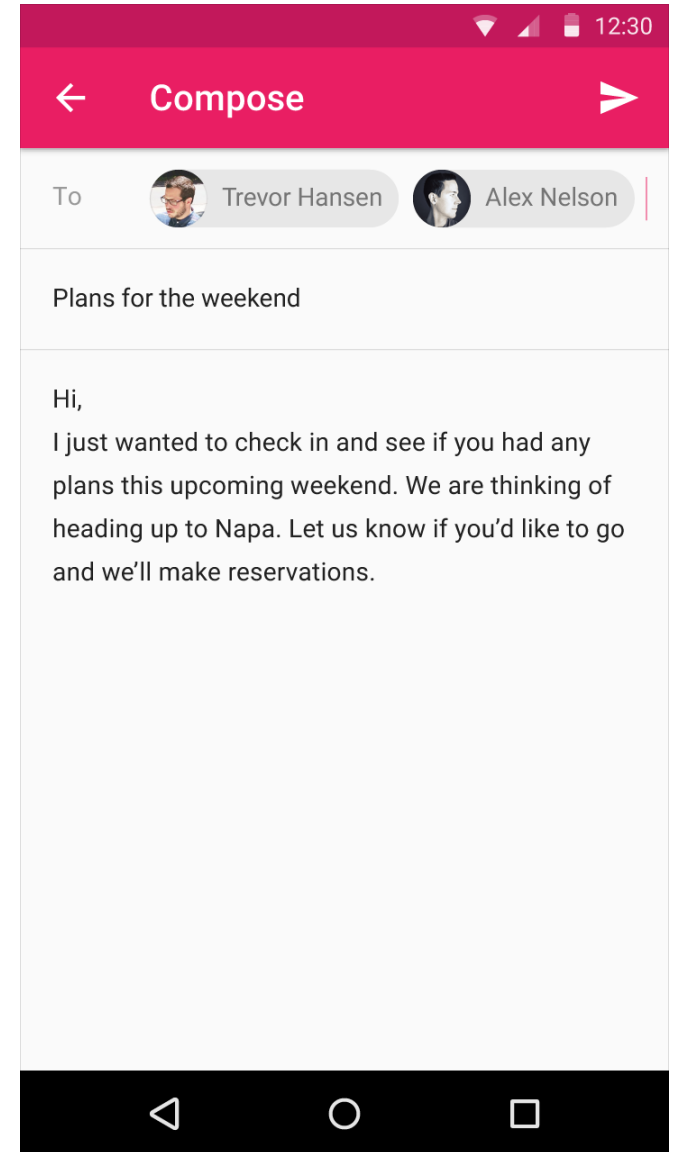 12:30
Compose
To Trevor Hansen Alex Nelson
Plans for the weekend
Hi,
I just wanted to check in and see if you had any
plans this upcoming weekend. We are thinking of
heading up to Napa. Let us know if you’d like to go
and we’ll make reservations.